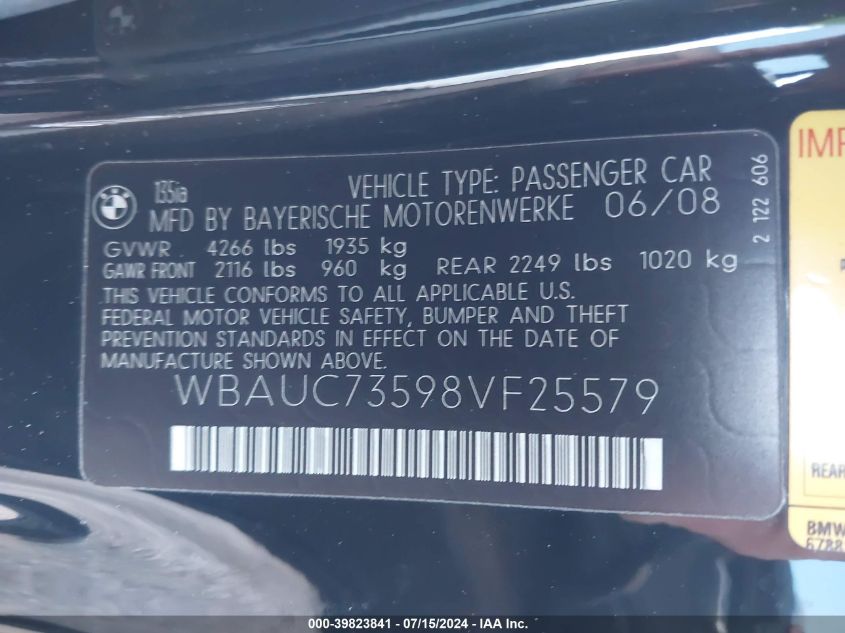 135ia VEHICLE TYPE: PASSENGER CAR
MFD BY BAYERISCHE MOTORENWERKE 06/08
GVWR 4266 lbs 1935 kg
GAWR FRONT 2116 lbs 960 kg REAR 2249 lbs 1020 kg
THIS VEHICLE CONFORMS TO ALL APPLICABLE U.S.
FEDERAL MOTOR VEHICLE SAFETY, BUMPER AND THEFT
PREVENTION STANDARDS IN EFFECT ON THE DATE OF
MANUFACTURE SHOWN ABOVE.
WBAUC73598VF25579
2 122 606
IMP
REAR
BMW
6788
000-39823841 - 07/15/2024 - IAA Inc.